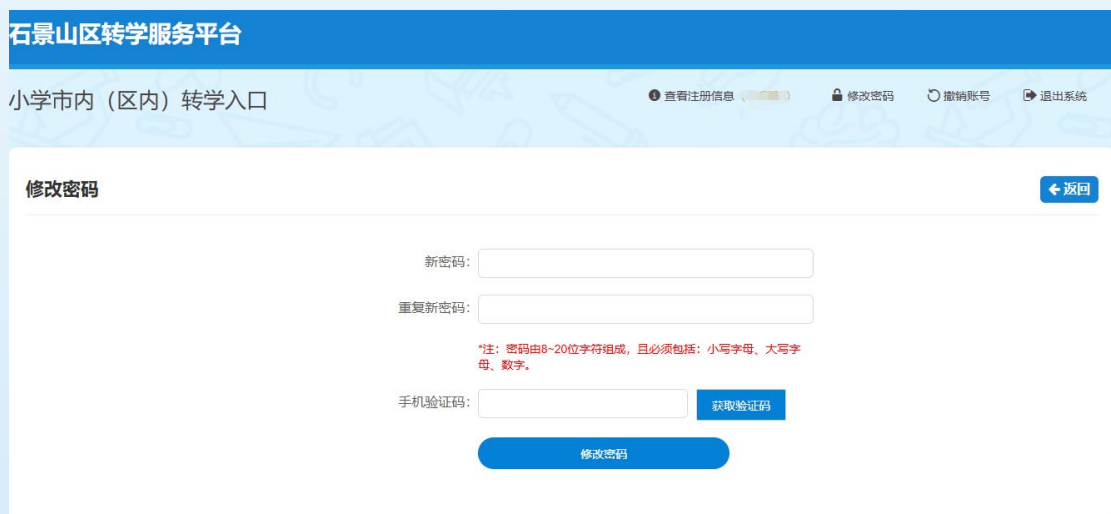 石景山区转学服务平台
小学市内（区内）转学入口
查看注册信息（
修改密码
撤销账号
退出系统
修改密码
返回
新密码：
重复新密码：
*注：密码由8~20位字符组成，且必须包括：小写字母、大写字
母、数字。
手机验证码：
获取验证码
修改密码